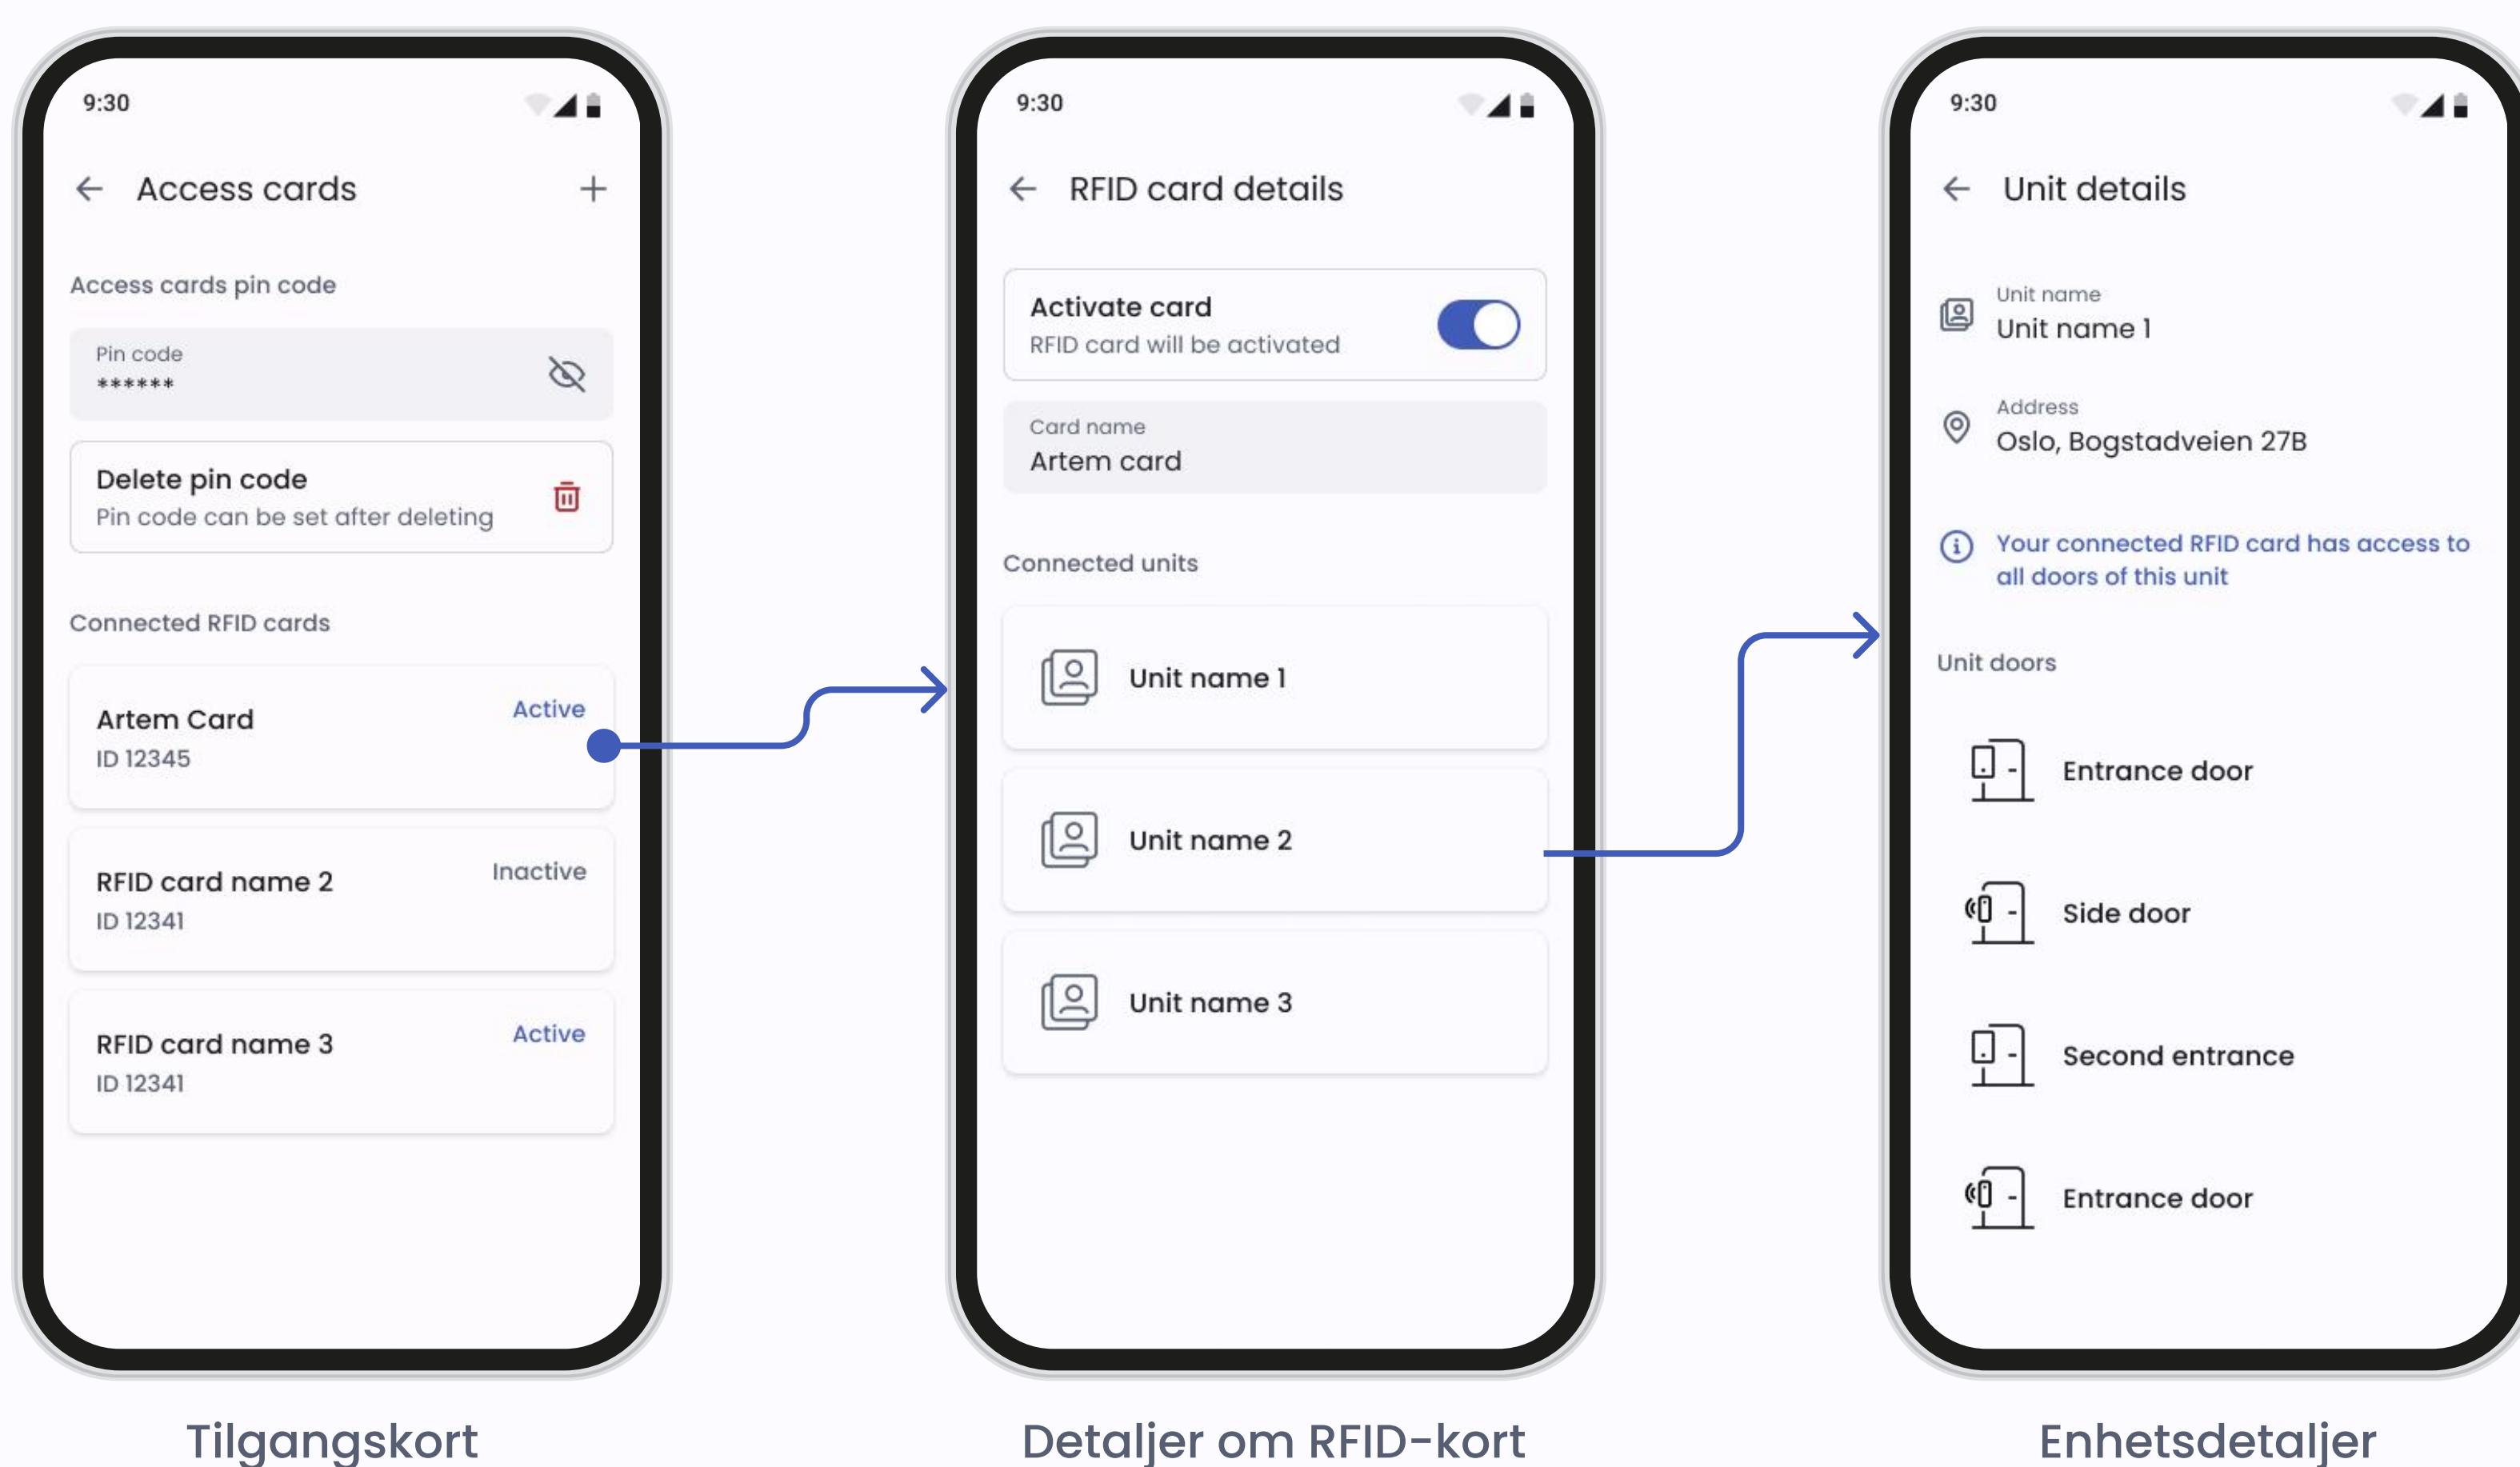 9:30
Access cards
Access cards pin code
Pin code
******
Delete pin code
Pin code can be set after deleting
Connected RFID cards
Artem Card
Active
ID 12345
RFID card name 2
Inactive
ID 12341
RFID card name 3
Active
ID 12341
Tilgangskort
9:30
RFID card details
Activate card
RFID card will be activated
Card name
Artem card
Connected units
Unit name 1
Unit name 2
Unit name 3
Detaljer om RFID-kort
9:30
Unit details
Unit name
Unit name 1
Address
Oslo, Bogstadveien 27B
Your connected RFID card has access to
all doors of this unit
Unit doors
Entrance door
Side door
Second entrance
Entrance door
Enhetsdetaljer